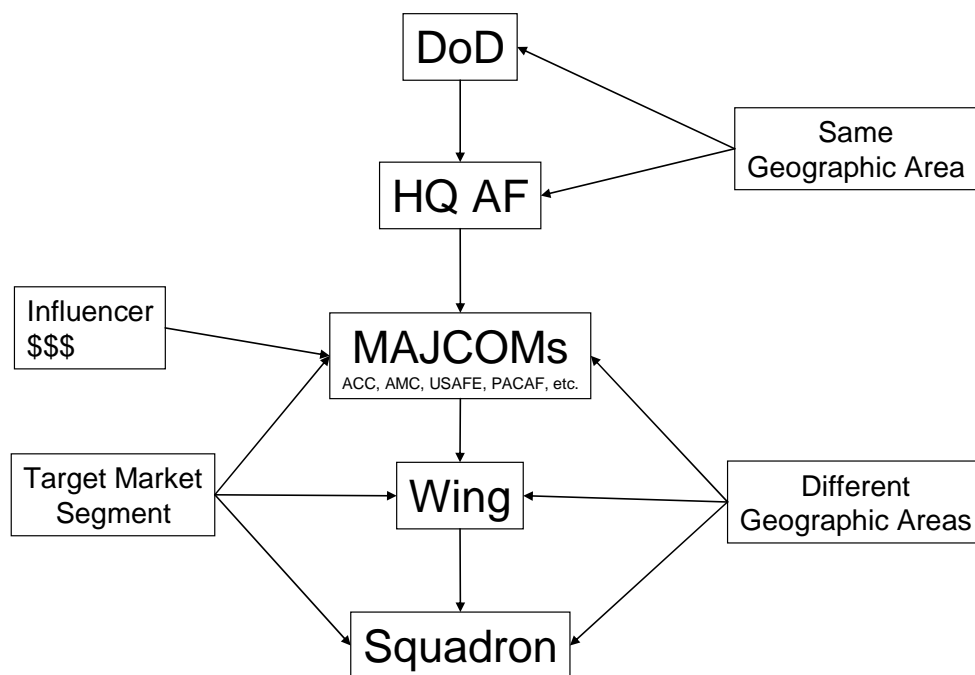 DoD
Same
Geographic Area
HQ AF
Influencer
$$$
MAJCOMs
ACC, AMC, USAFE, PACAF, etc.
Target Market
Segment
Wing
Different
Geographic Areas
Squadron